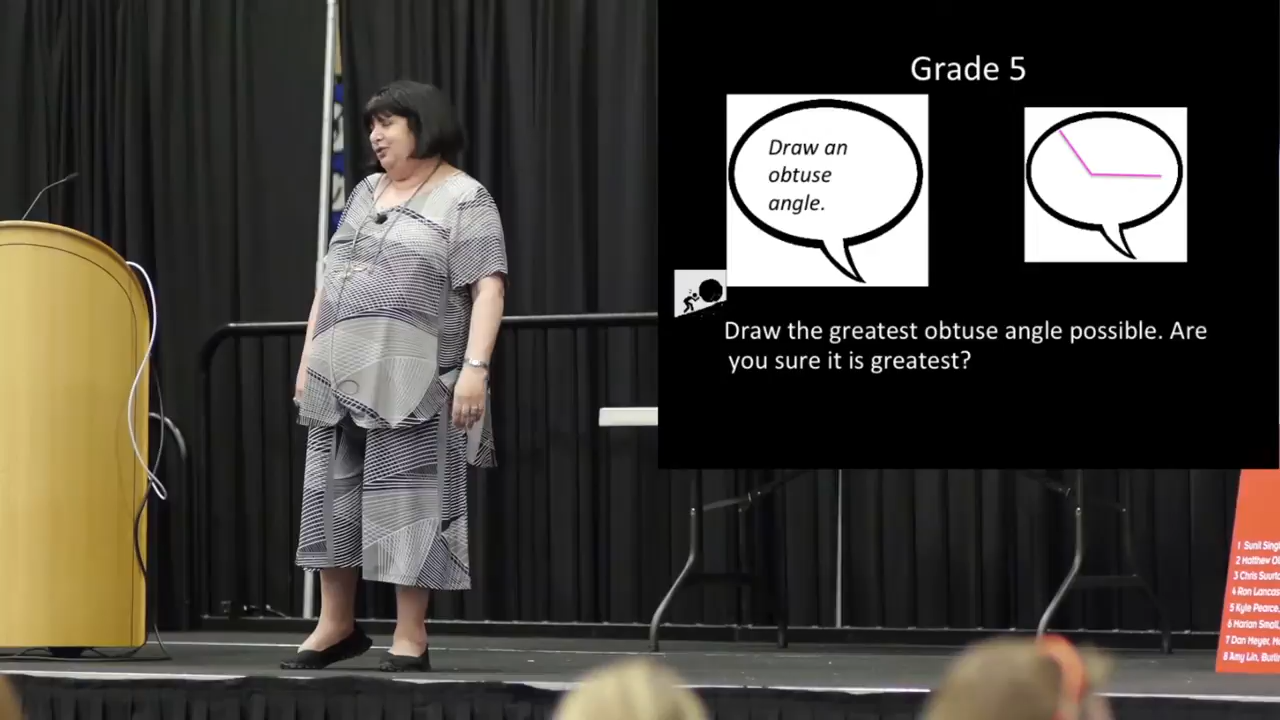 Grade 5
Draw an
obtuse
angle.
Draw the greatest obtuse angle possible. Are
you sure it is greatest?
1 Sunil
2 Matthew
3 Chris
4 Ron
5 Kyle Pearce,
6 Marian Small,
7 Dan Meyer,
8 Amy Lin,